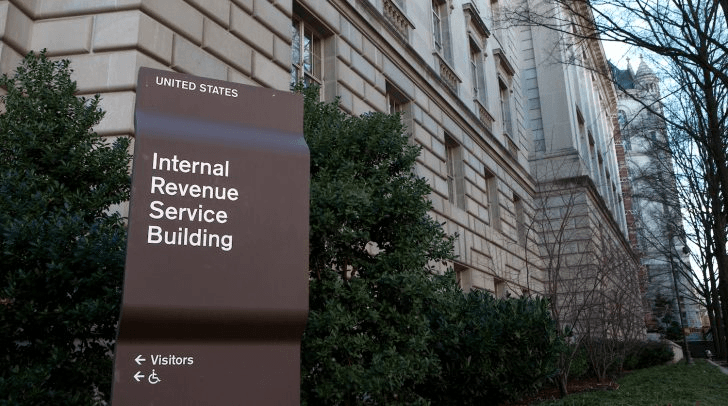 UNITED STATES
Internal
Revenue
Service
Building
← Visitors
←